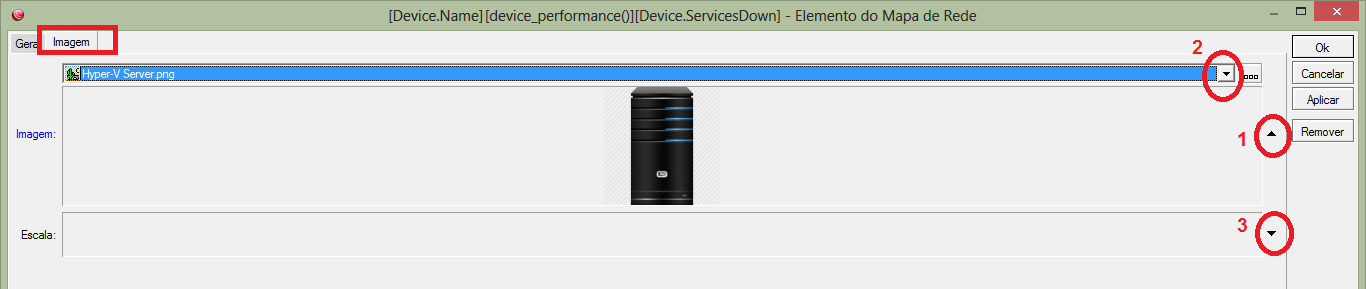 [Device.Name][device_performance()][Device.ServicesDown] - Elemento do Mapa de Rede
Geral Imagem
Ok
2
Hyper-V Server.png
Cancelar
Aplicar
Imagem:
1
Remover
3
Escala: